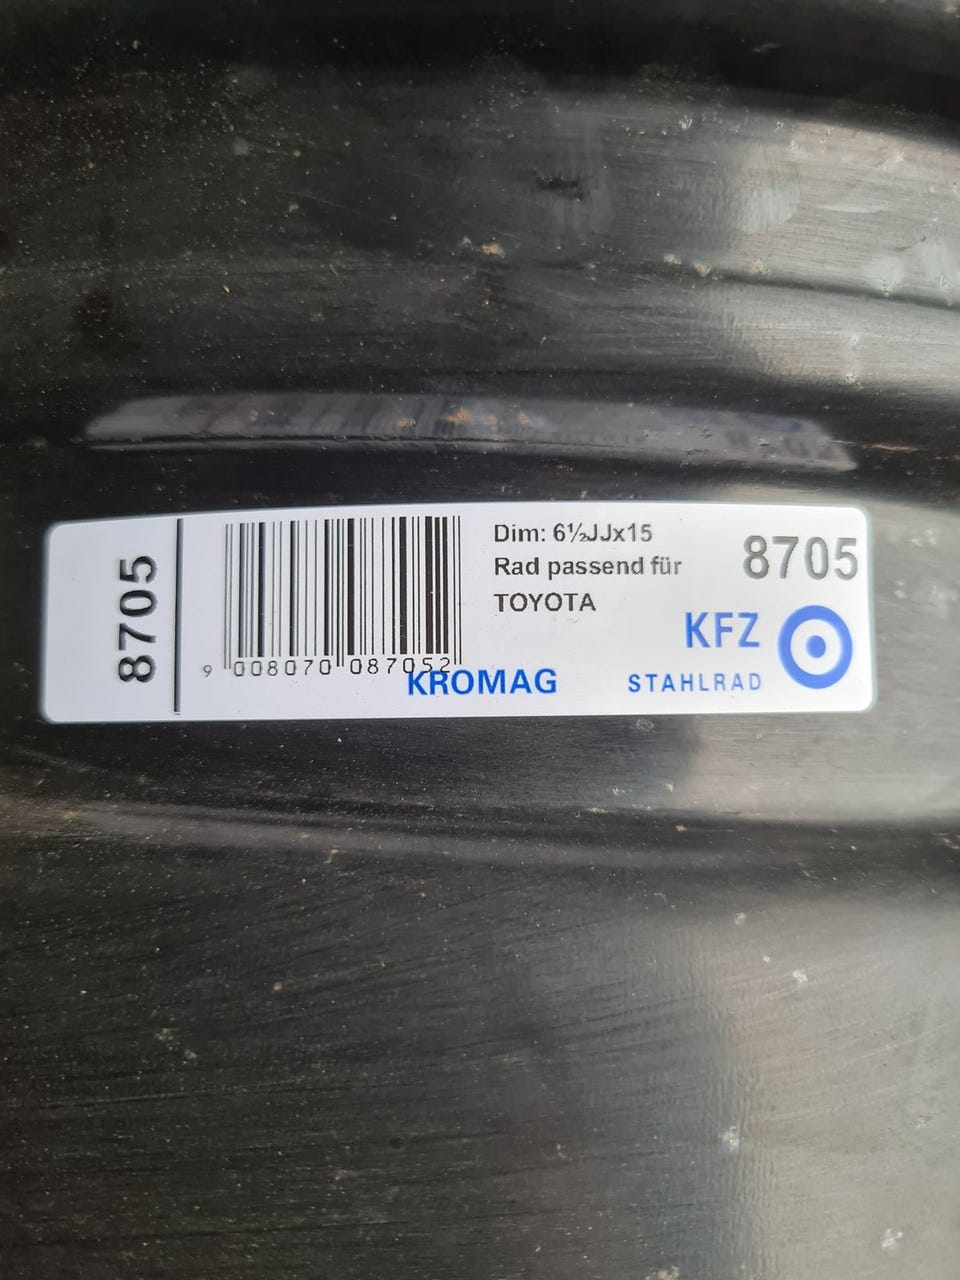 8705
9 008070 087052
Dim: 6½JJx15
Rad passend für
TOYOTA
8705
KFZ
KROMAG
STAHLRAD